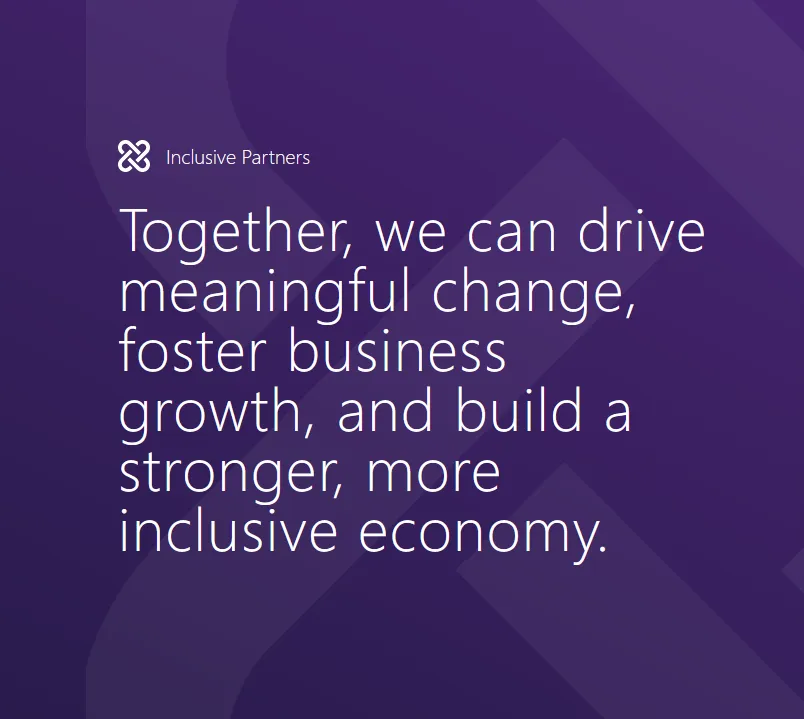 Inclusive Partners
Together, we can drive
meaningful change,
foster business
growth, and build a
stronger, more
inclusive economy.